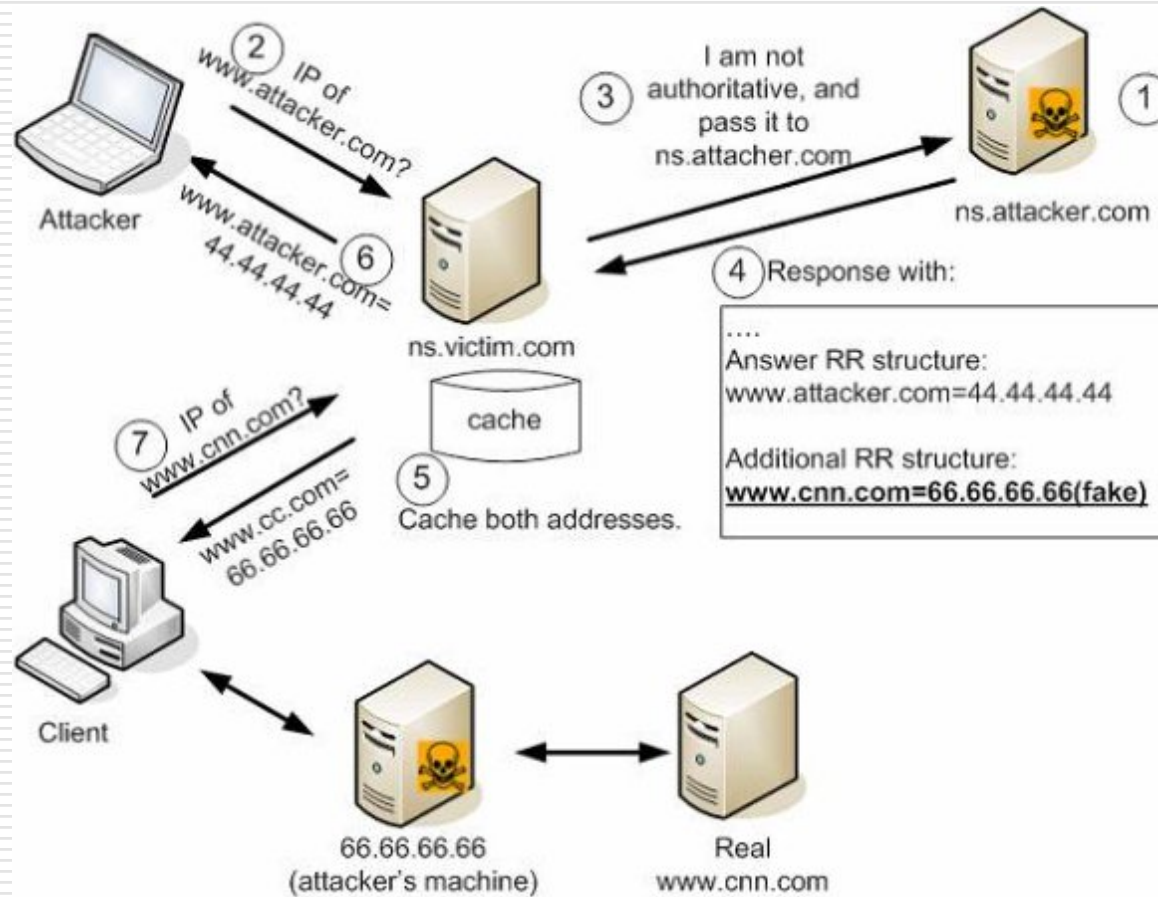 2
IP of
www.attacker.com?
Attacker
www.attacker.com=
44.44.44.44
6
ns.victim.com
3
I am not
authoritative, and
pass it to
ns.attacher.com
1
ns.attacker.com
4
Response with:
....
Answer RR structure:
www.attacker.com=44.44.44.44
Additional RR structure:
www.cnn.com=66.66.66.66(fake)
cache
5
Cache both addresses.
7
IP of
www.cnn.com?
www.cc.com=
66.66.66.66
Client
66.66.66.66
(attacker's machine)
Real
www.cnn.com